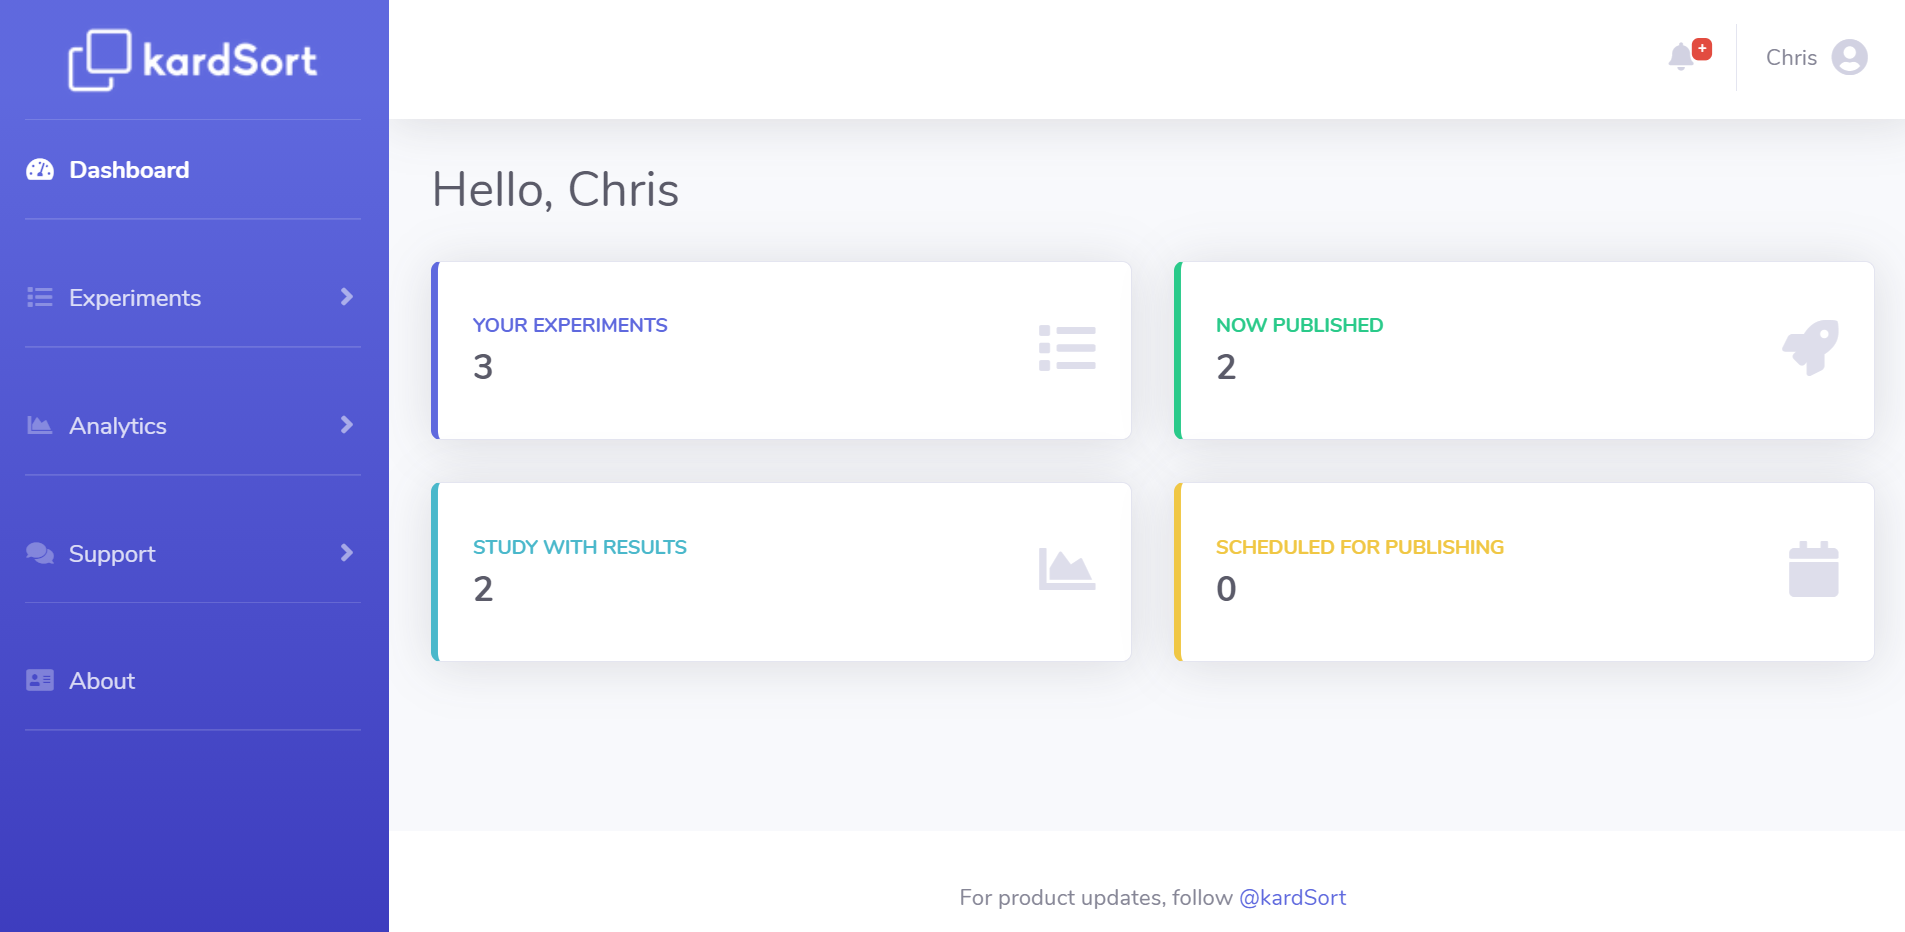 kardSort
Dashboard
Experiments
Analytics
Support
About
+
Chris
Hello, Chris
YOUR EXPERIMENTS
3
NOW PUBLISHED
2
STUDY WITH RESULTS
2
SCHEDULED FOR PUBLISHING
0
For product updates, follow @kardSort